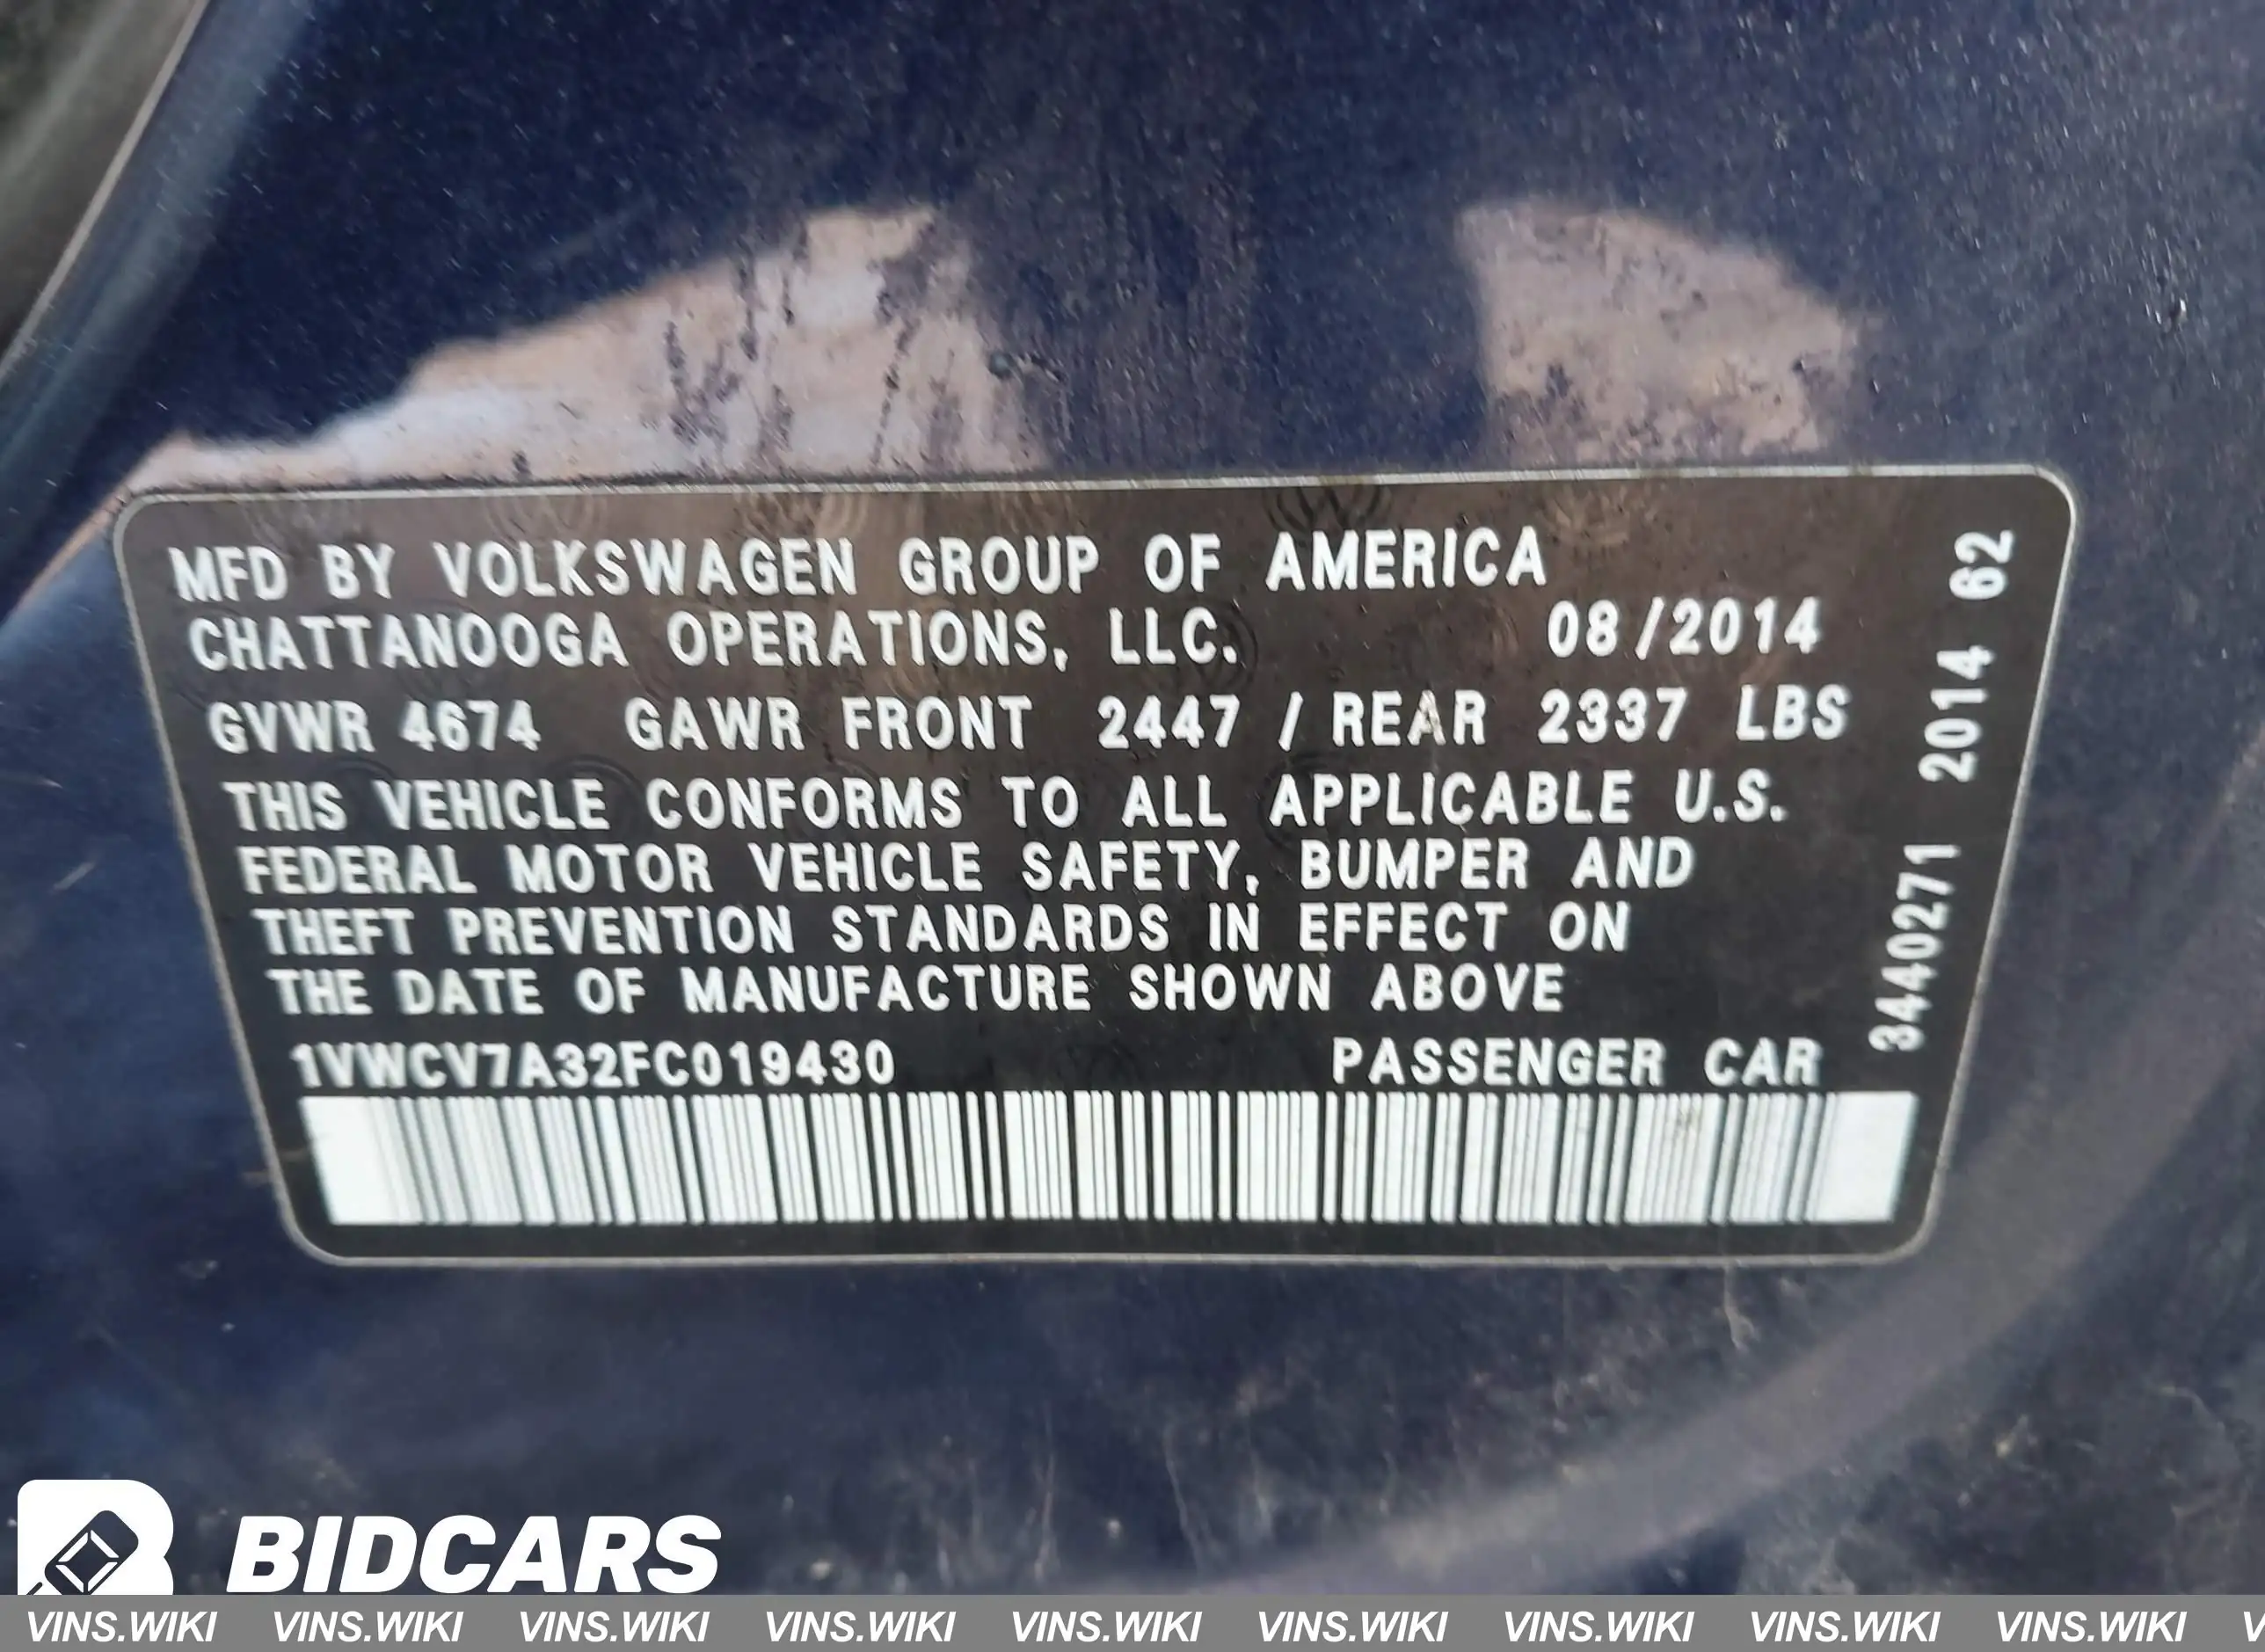 MFD BY VOLKSWAGEN GROUP OF AMERICA
CHATTANOOGA OPERATIONS, LLC. 08/2014
GVWR 4674 GAWR FRONT 2447 / REAR 2337 LBS
THIS VEHICLE CONFORMS TO ALL APPLICABLE U.S.
FEDERAL MOTOR VEHICLE SAFETY, BUMPER AND
THEFT PREVENTION STANDARDS IN EFFECT ON
THE DATE OF MANUFACTURE SHOWN ABOVE
1VWCV7A32FC019430 PASSENGER CAR
3440271 2014 62
BIDCARS
VINS.WIKI VINS.WIKI VINS.WIKI VINS.WIKI VINS.WIKI VINS.WIKI VINS.WIKI VINS.WIKI VINS.WIKI V